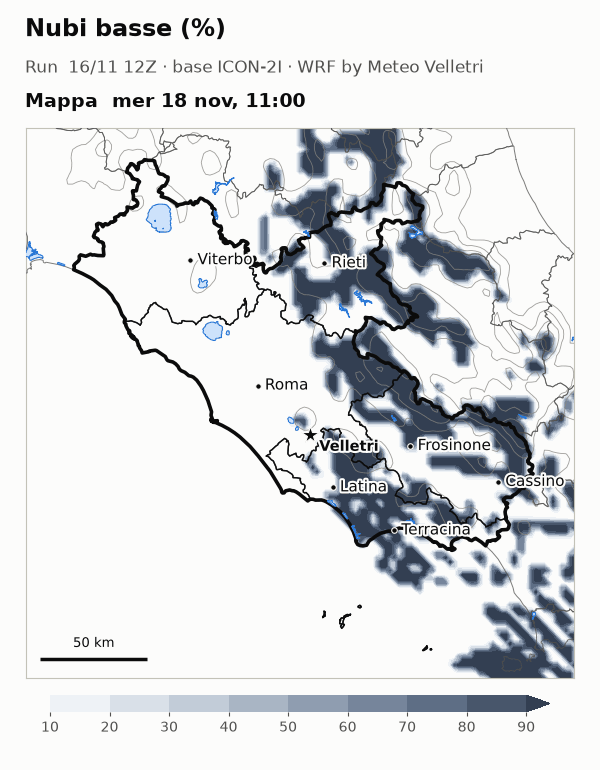 Nubi basse (%)
Run  16/11 12Z · base ICON-2I · WRF by Meteo Velletri
Mappa  mer 18 nov, 11:00
Viterbo
Rieti
Roma
Velletri
Frosinone
Latina
Cassino
Terracina
50 km
10 20 30 40 50 60 70 80 90